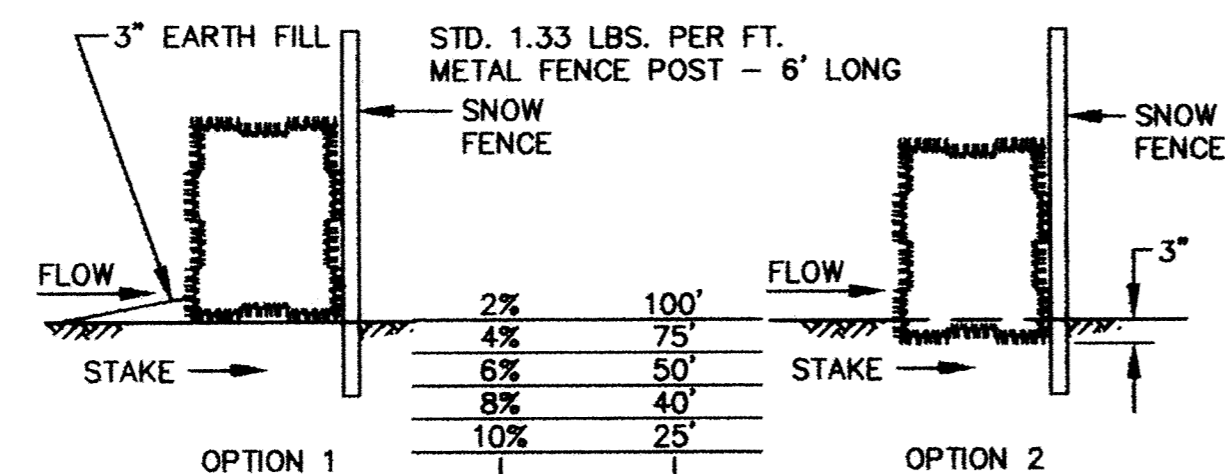 3" EARTH FILL
STD. 1.33 LBS. PER FT.
METAL FENCE POST – 6' LONG
SNOW
FENCE
SNOW
FENCE
3"
FLOW
FLOW
2% 100'
4% 75'
6% 50'
8% 40'
10% 25'
STAKE
STAKE
OPTION 1
OPTION 2